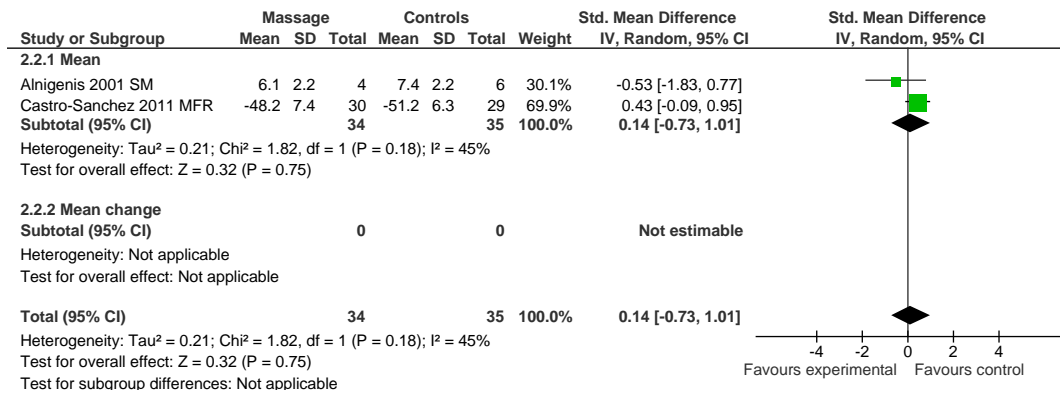 Massage Controls Std. Mean Difference Std. Mean Difference
Study or Subgroup Mean SD Total Mean SD Total Weight IV, Random, 95% CI IV, Random, 95% CI
2.2.1 Mean
Alnigenis 2001 SM 6.1 2.2 4 7.4 2.2 6 30.1% -0.53 [-1.83, 0.77]
Castro-Sanchez 2011 MFR -48.2 7.4 30 -51.2 6.3 29 69.9% 0.43 [-0.09, 0.95]
Subtotal (95% CI) 34 35 100.0% 0.14 [-0.73, 1.01]
Heterogeneity: Tau² = 0.21; Chi² = 1.82, df = 1 (P = 0.18); I² = 45%
Test for overall effect: Z = 0.32 (P = 0.75)
2.2.2 Mean change
Subtotal (95% CI) 0 0 Not estimable
Heterogeneity: Not applicable
Test for overall effect: Not applicable
Total (95% CI) 34 35 100.0% 0.14 [-0.73, 1.01]
Heterogeneity: Tau² = 0.21; Chi² = 1.82, df = 1 (P = 0.18); I² = 45%
Test for overall effect: Z = 0.32 (P = 0.75)
Test for subgroup differences: Not applicable
-4 -2 0 2 4
Favours experimental Favours control